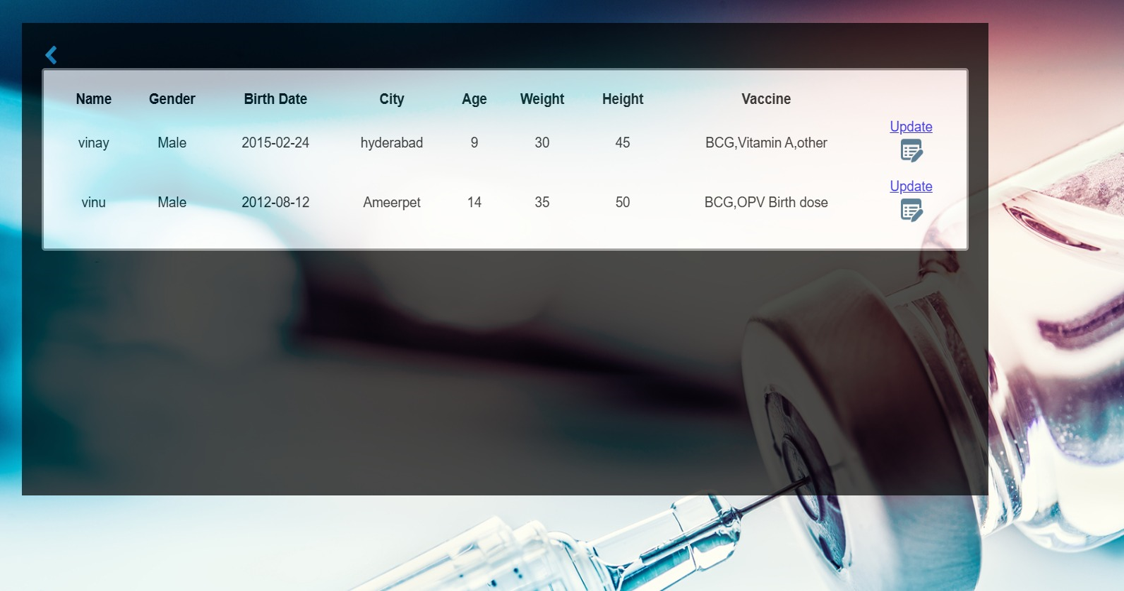 Name Gender Birth Date City Age Weight Height Vaccine
vinay Male 2015-02-24 hyderabad 9 30 45 BCG,Vitamin A,other Update
vinu Male 2012-08-12 Ameerpet 14 35 50 BCG,OPV Birth dose Update